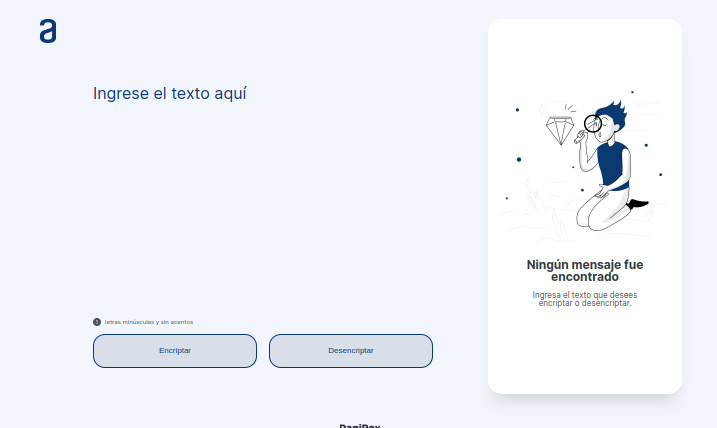 a
Ingrese el texto aquí
letras minúsculas y sin acentos
Encriptar
Desencriptar
Ningún mensaje fue
encontrado
Ingresa el texto que desees
encriptar o desencriptar.